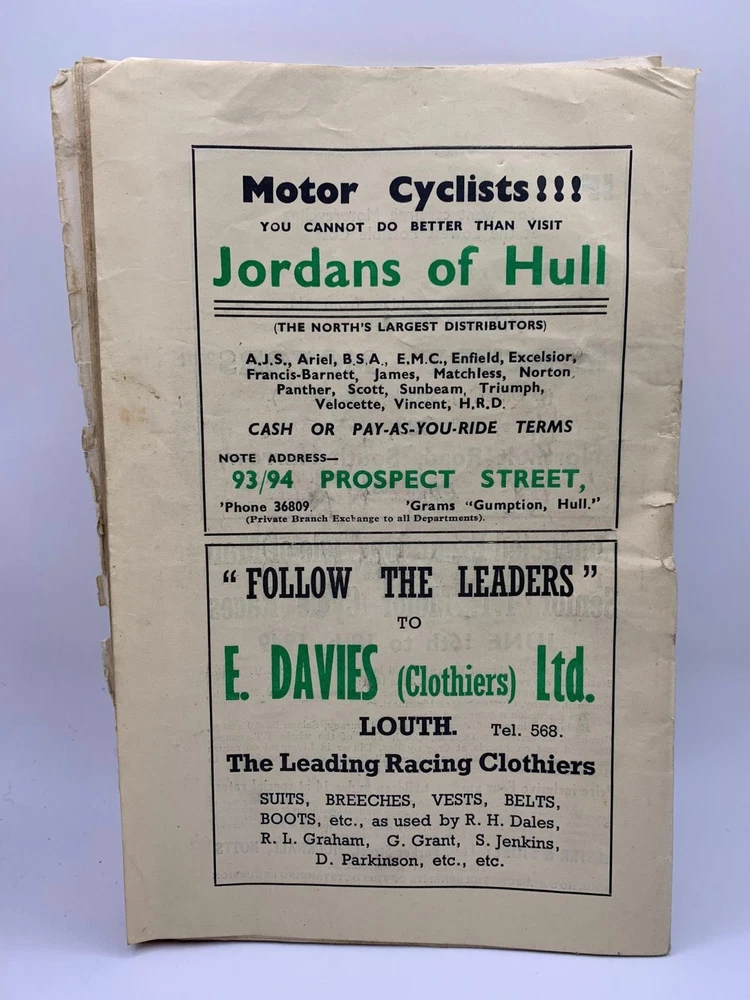 Motor Cyclists!!!
YOU CANNOT DO BETTER THAN VISIT
Jordans of Hull
(THE NORTH'S LARGEST DISTRIBUTORS)
A.J.S., Ariel, B.S.A., E.M.C., Enfield, Excelsior,
Francis-Barnett, James, Matchless, Norton,
Panther, Scott, Sunbeam, Triumph,
Velocette, Vincent, H.R.D.
CASH OR PAY-AS-YOU-RIDE TERMS
NOTE ADDRESS—
93/94 PROSPECT STREET,
'Phone 36809. 'Grams "Gumption, Hull."
(Private Branch Exchange to all Departments).
"FOLLOW THE LEADERS"
TO
E. DAVIES (Clothiers) Ltd.
LOUTH. Tel. 568.
The Leading Racing Clothiers
SUITS, BREECHES, VESTS, BELTS,
BOOTS, etc., as used by R. H. Dales,
R. L. Graham, G. Grant, S. Jenkins,
D. Parkinson, etc., etc.